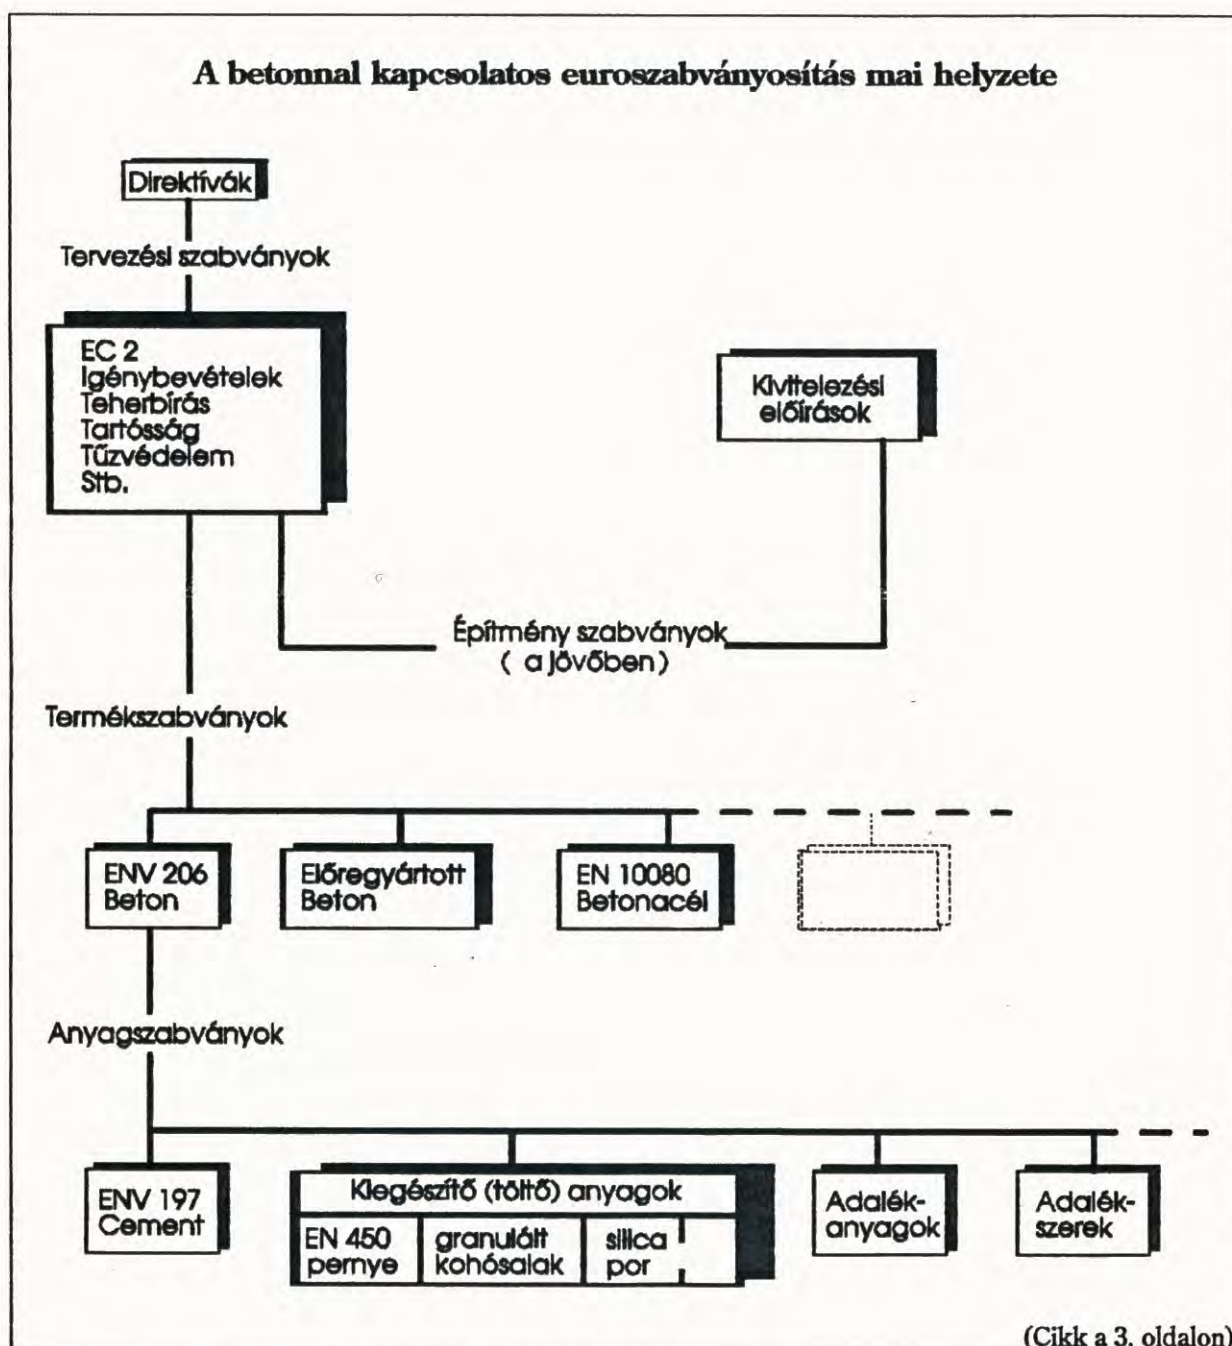 A betonnal kapcsolatos euroszabványosítás mai helyzete
Direktívák
Tervezési szabványok
EC 2
Igénybevételek
Teherbírás
Tartósság
Tűzvédelem
Stb.
Kivitelezési
előírások
Építmény szabványok
( a jövőben)
Termékszabványok
ENV 206
Beton
Előregyártott
Beton
EN 10080
Betonacél
Anyagszabványok
ENV 197
Cement
Kiegészítő (töltő) anyagok
EN 450
pernye
granulált
kohósalak
silica
por
Adalék-
anyagok
Adalék-
szerek
(Cikk a 3. oldalon)